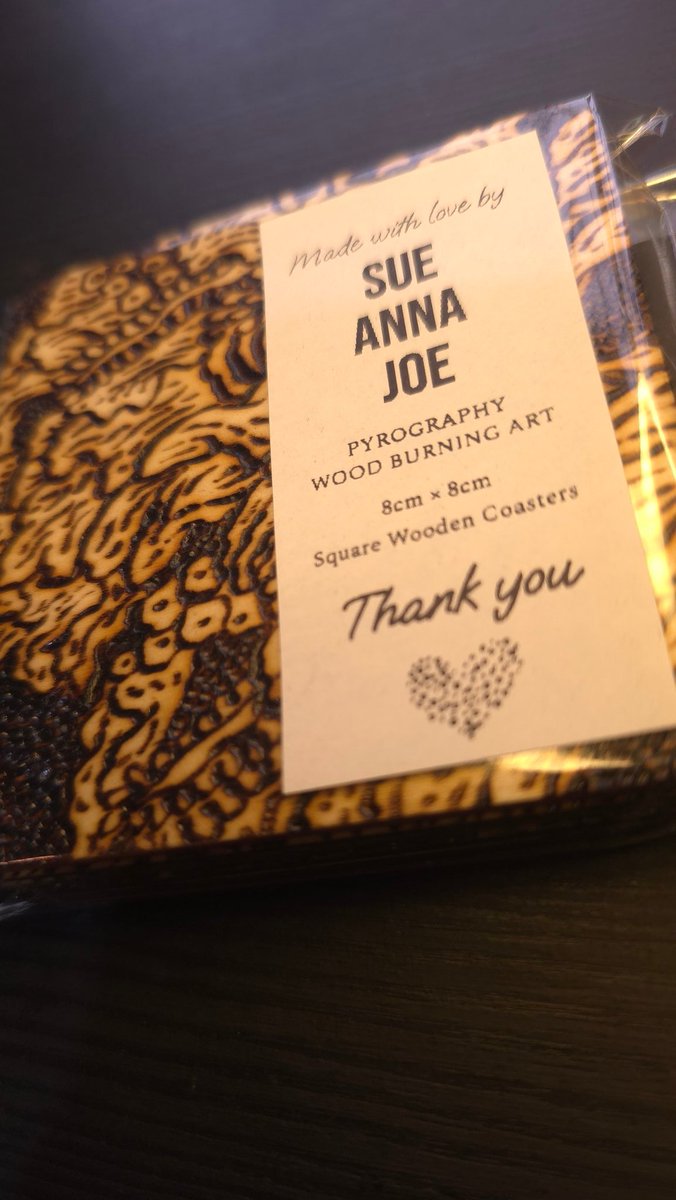 Made with love by
SUE
ANNA
JOE
PYROGRAPHY
WOOD BURNING ART
8cm × 8cm
Square Wooden Coasters
Thank you